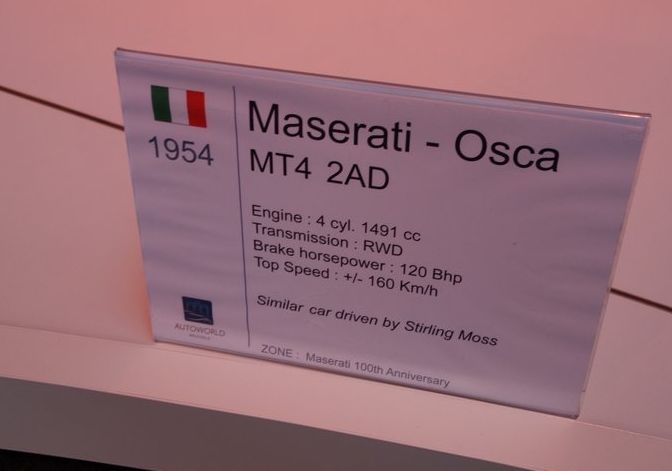 1954
Maserati - Osca
MT4 2AD
Engine : 4 cyl. 1491 cc
Transmission : RWD
Brake horsepower : 120 Bhp
Top Speed : +/- 160 Km/h
Similar car driven by Stirling Moss
AUTOWORLD
BRUSSELS
ZONE : Maserati 100th Anniversary